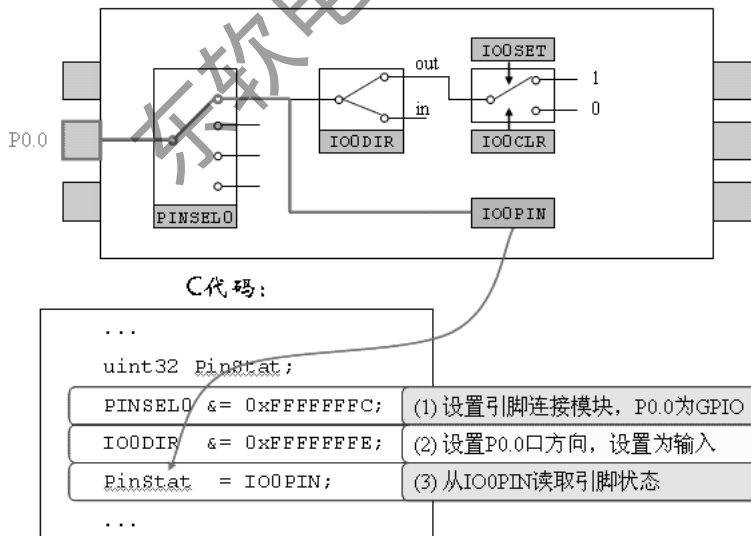 东软电
IO0SET
out
1
in
0
P0.0
IO0DIR
IO0CLR
PINSEL0
IO0PIN
C代码:
...
uint32 PinStat;
PINSEL0 &= 0xFFFFFFFC;
(1) 设置引脚连接模块，P0.0为GPIO
IO0DIR &= 0xFFFFFFFE;
(2) 设置P0.0口方向，设置为输入
PinStat = IO0PIN;
(3) 从IO0PIN读取引脚状态
...